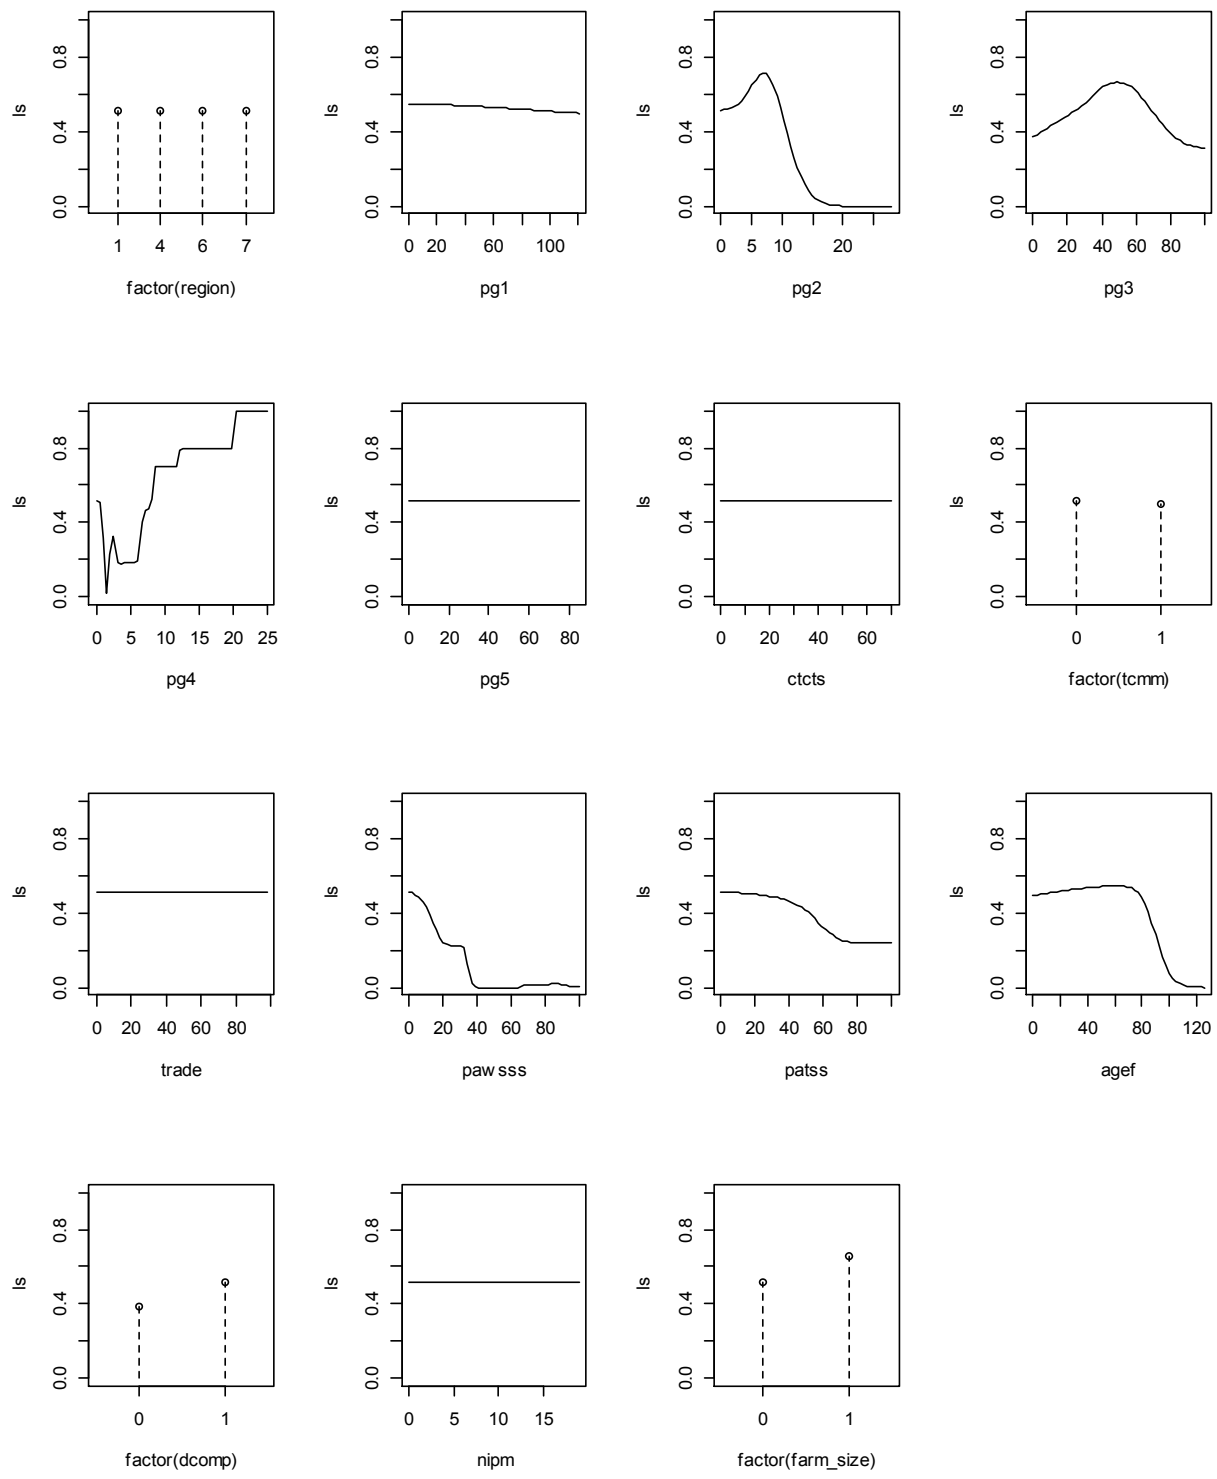 ls 0.0 0.4 0.8 1 4 6 7 factor(region)
ls 0.0 0.4 0.8 0 20 60 100 pg1
ls 0.0 0.4 0.8 0 5 10 20 pg2
ls 0.0 0.4 0.8 0 20 40 60 80 pg3
ls 0.0 0.4 0.8 0 5 10 15 20 25 pg4
ls 0.0 0.4 0.8 0 20 40 60 80 pg5
ls 0.0 0.4 0.8 0 20 40 60 ctcts
ls 0.0 0.4 0.8 0 1 factor(tcmm)
ls 0.0 0.4 0.8 0 20 40 60 80 trade
ls 0.0 0.4 0.8 0 20 40 60 80 paw sss
ls 0.0 0.4 0.8 0 20 40 60 80 patss
ls 0.0 0.4 0.8 0 40 80 120 agef
ls 0.0 0.4 0.8 0 1 factor(dcomp)
ls 0.0 0.4 0.8 0 5 10 15 nipm
ls 0.0 0.4 0.8 0 1 factor(farm_size)